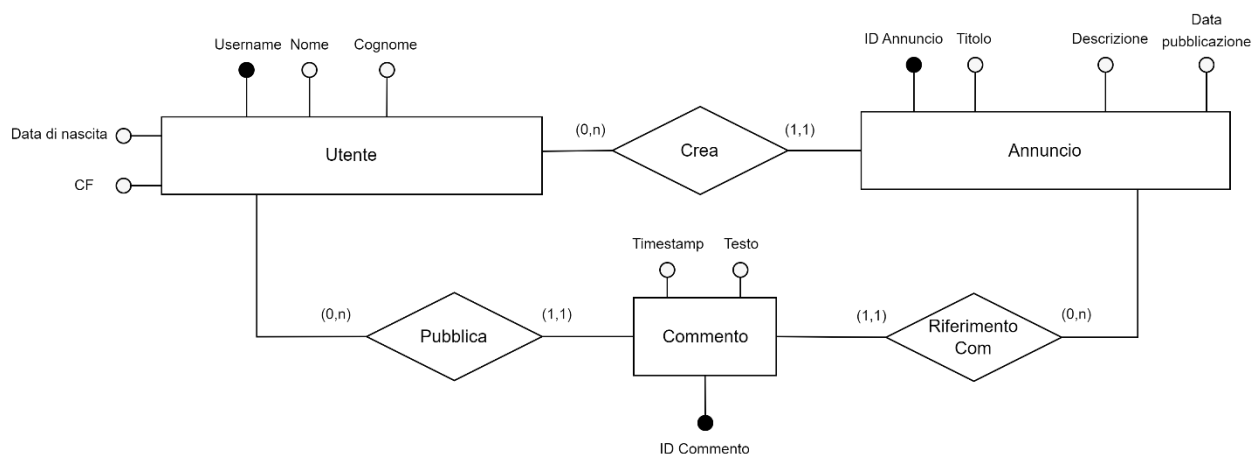 Username
Nome
Cognome
ID Annuncio
Titolo
Descrizione
Data
pubblicazione
Data di nascita
CF
Utente
(0,n)
Crea
(1,1)
Annuncio
Timestamp
Testo
(0,n)
Pubblica
(1,1)
Commento
(1,1)
Riferimento
Com
(0,n)
ID Commento